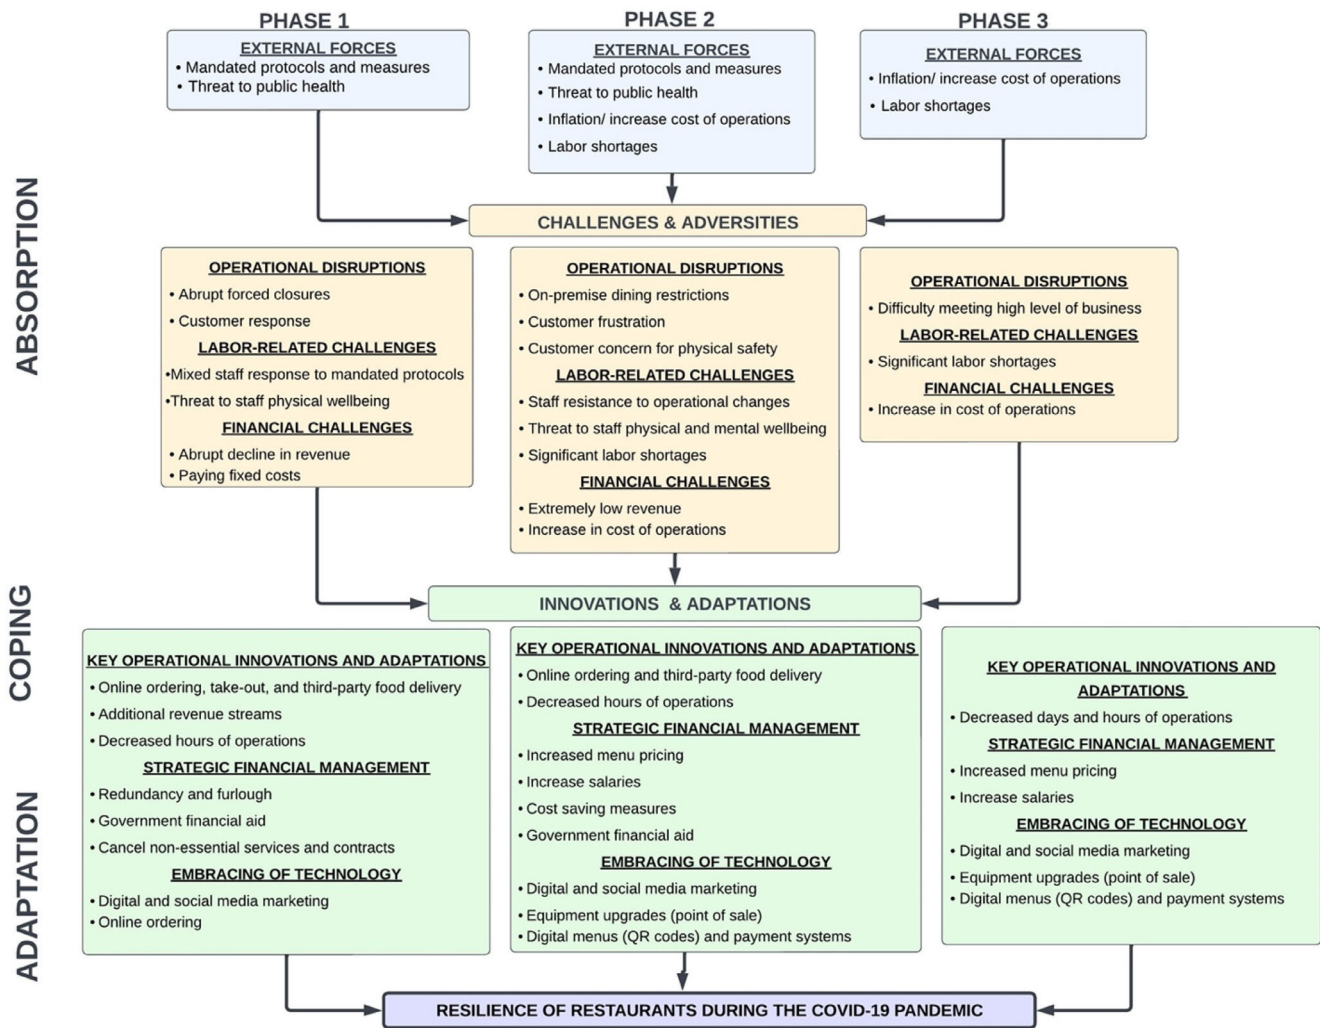 PHASE 1
EXTERNAL FORCES
• Mandated protocols and measures
• Threat to public health
PHASE 2
EXTERNAL FORCES
• Mandated protocols and measures
• Threat to public health
• Inflation/ increase cost of operations
• Labor shortages
PHASE 3
EXTERNAL FORCES
• Inflation/ increase cost of operations
• Labor shortages
ABSORPTION
CHALLENGES & ADVERSITIES
OPERATIONAL DISRUPTIONS
• Abrupt forced closures
• Customer response
LABOR-RELATED CHALLENGES
•Mixed staff response to mandated protocols
•Threat to staff physical wellbeing
FINANCIAL CHALLENGES
• Abrupt decline in revenue
• Paying fixed costs
OPERATIONAL DISRUPTIONS
• On-premise dining restrictions
• Customer frustration
• Customer concern for physical safety
LABOR-RELATED CHALLENGES
• Staff resistance to operational changes
• Threat to staff physical and mental wellbeing
• Significant labor shortages
FINANCIAL CHALLENGES
• Extremely low revenue
• Increase in cost of operations
OPERATIONAL DISRUPTIONS
• Difficulty meeting high level of business
LABOR-RELATED CHALLENGES
• Significant labor shortages
FINANCIAL CHALLENGES
• Increase in cost of operations
COPING
INNOVATIONS & ADAPTATIONS
ADAPTATION
KEY OPERATIONAL INNOVATIONS AND ADAPTATIONS
• Online ordering, take-out, and third-party food delivery
• Additional revenue streams
• Decreased hours of operations
STRATEGIC FINANCIAL MANAGEMENT
• Redundancy and furlough
• Government financial aid
• Cancel non-essential services and contracts
EMBRACING OF TECHNOLOGY
• Digital and social media marketing
• Online ordering
KEY OPERATIONAL INNOVATIONS AND ADAPTATIONS
• Online ordering and third-party food delivery
• Decreased hours of operations
STRATEGIC FINANCIAL MANAGEMENT
• Increased menu pricing
• Increase salaries
• Cost saving measures
• Government financial aid
EMBRACING OF TECHNOLOGY
• Digital and social media marketing
• Equipment upgrades (point of sale)
• Digital menus (QR codes) and payment systems
KEY OPERATIONAL INNOVATIONS AND
ADAPTATIONS
• Decreased days and hours of operations
STRATEGIC FINANCIAL MANAGEMENT
• Increased menu pricing
• Increase salaries
EMBRACING OF TECHNOLOGY
• Digital and social media marketing
• Equipment upgrades (point of sale)
• Digital menus (QR codes) and payment systems
RESILIENCE OF RESTAURANTS DURING THE COVID-19 PANDEMIC